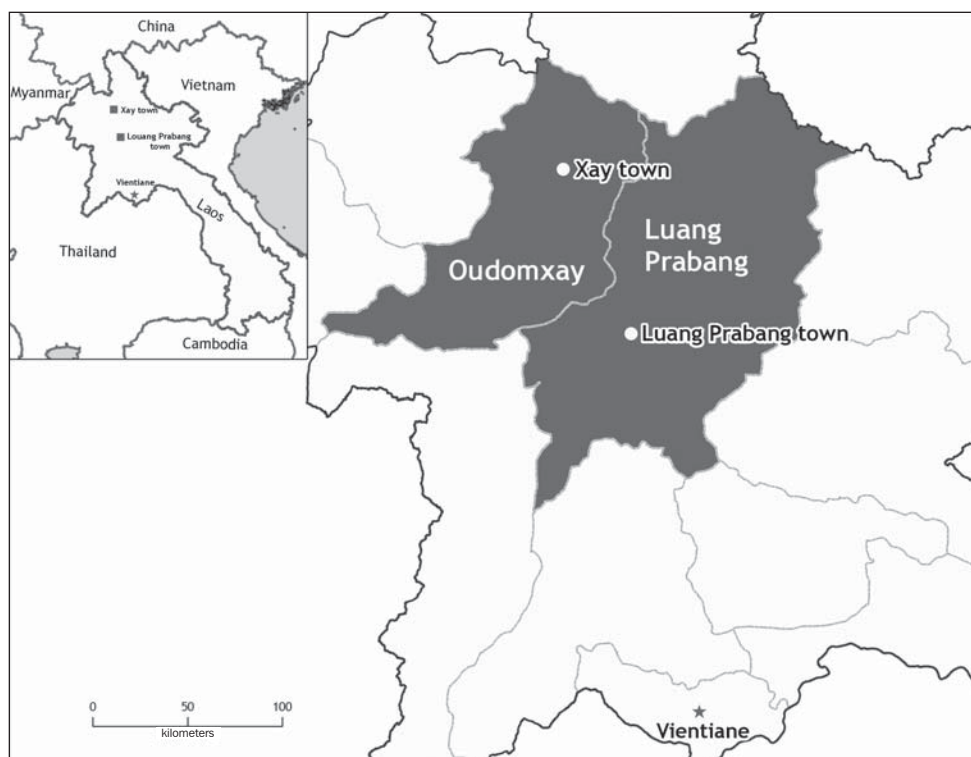 China
Myanmar
Vietnam
Xay town
Louang Prabang
town
Vientiane
Laos
Thailand
Cambodia
Xay town
Luang
Prabang
Oudomxay
Luang Prabang town
0 50 100
kilometers
Vientiane